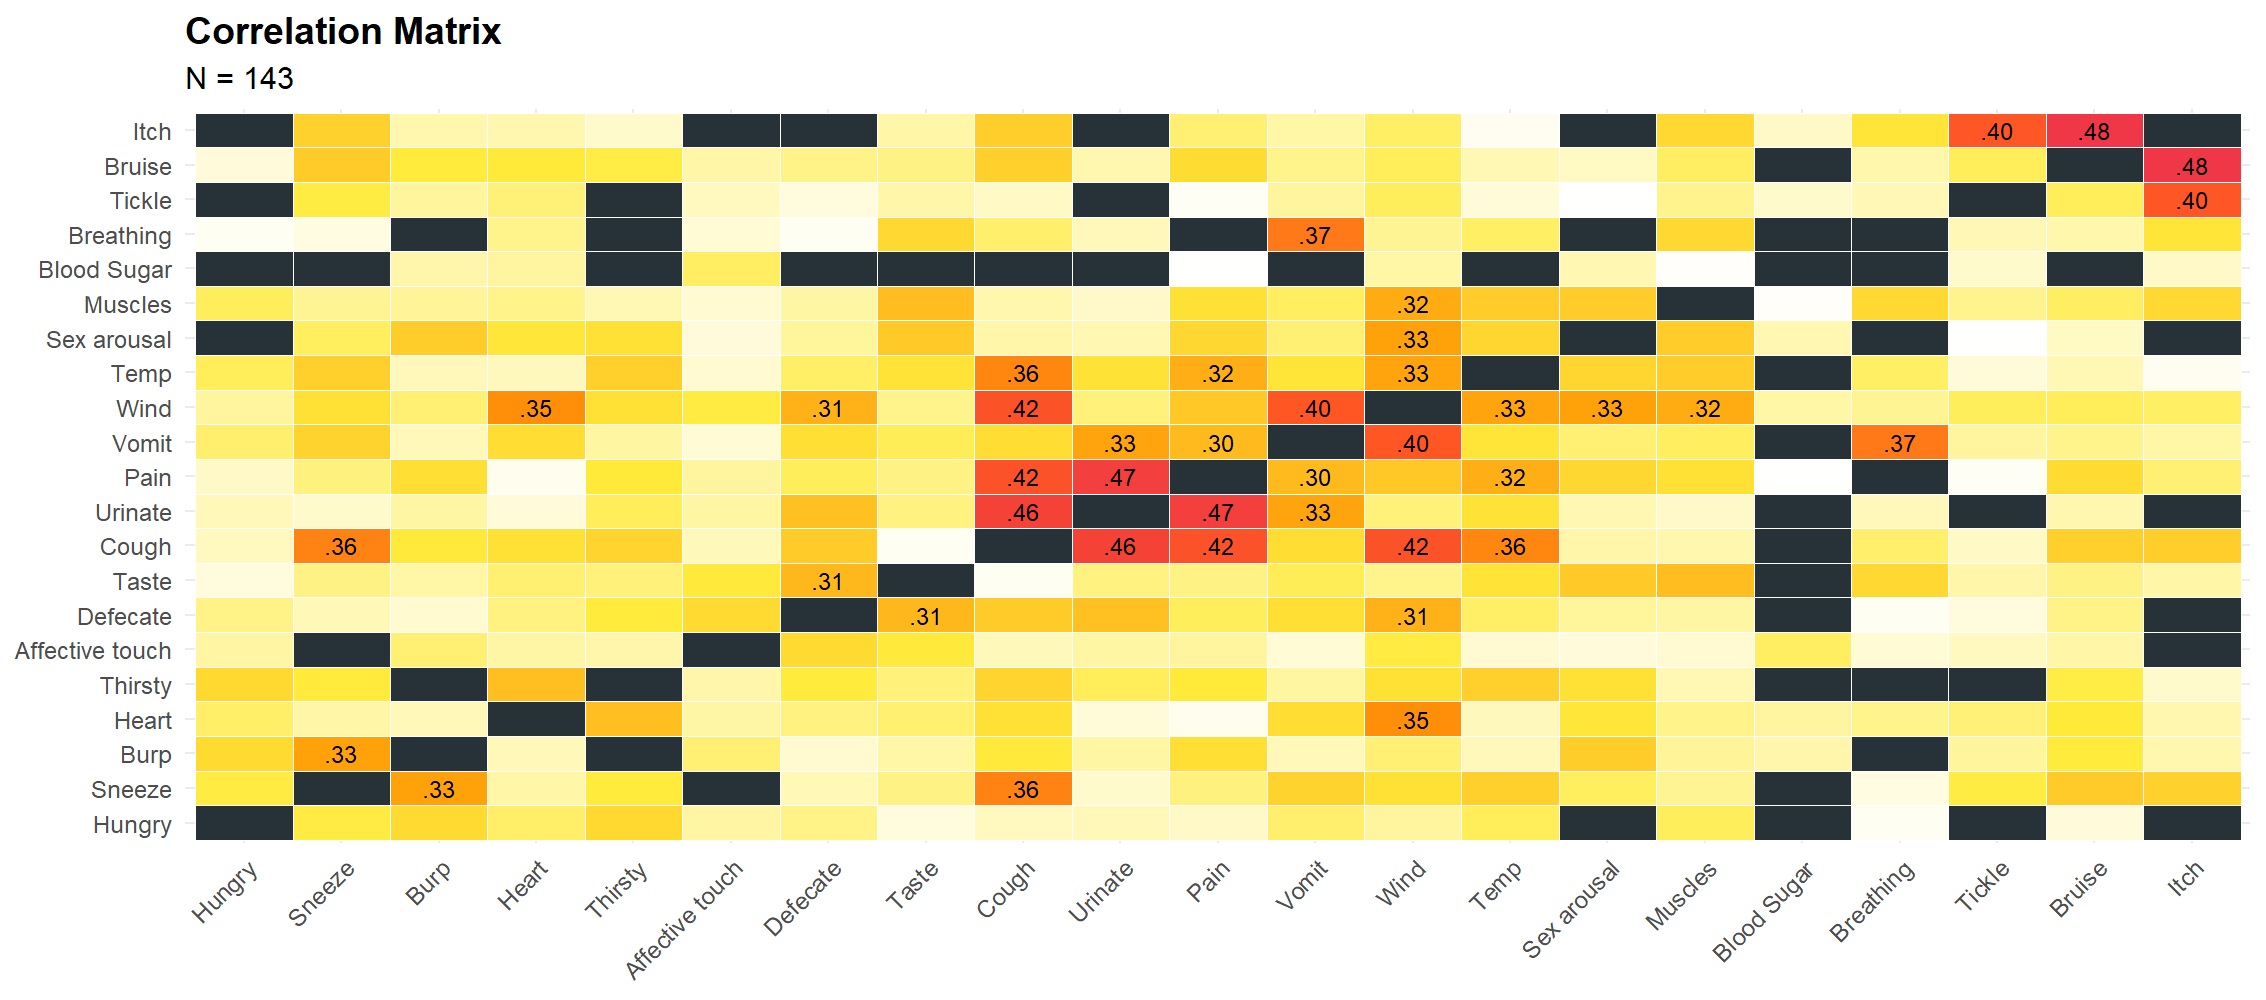 Correlation Matrix
N = 143
Itch .40 .48
Bruise .48
Tickle .40
Breathing .37
Blood Sugar
Muscles .32
Sex arousal .33
Temp .36 .32 .33
Wind .35 .31 .42 .40 .33 .33 .32
Vomit .33 .30 .40 .37
Pain .42 .47 .30 .32
Urinate .46 .47 .33
Cough .36 .46 .42 .42 .36
Taste .31
Defecate .31 .31
Affective touch
Thirsty
Heart .35
Burp .33
Sneeze .33 .36
Hungry
Hungry Sneeze Burp Heart Thirsty Affective touch Defecate Taste Cough Urinate Pain Vomit Wind Temp Sex arousal Muscles Blood Sugar Breathing Tickle Bruise Itch